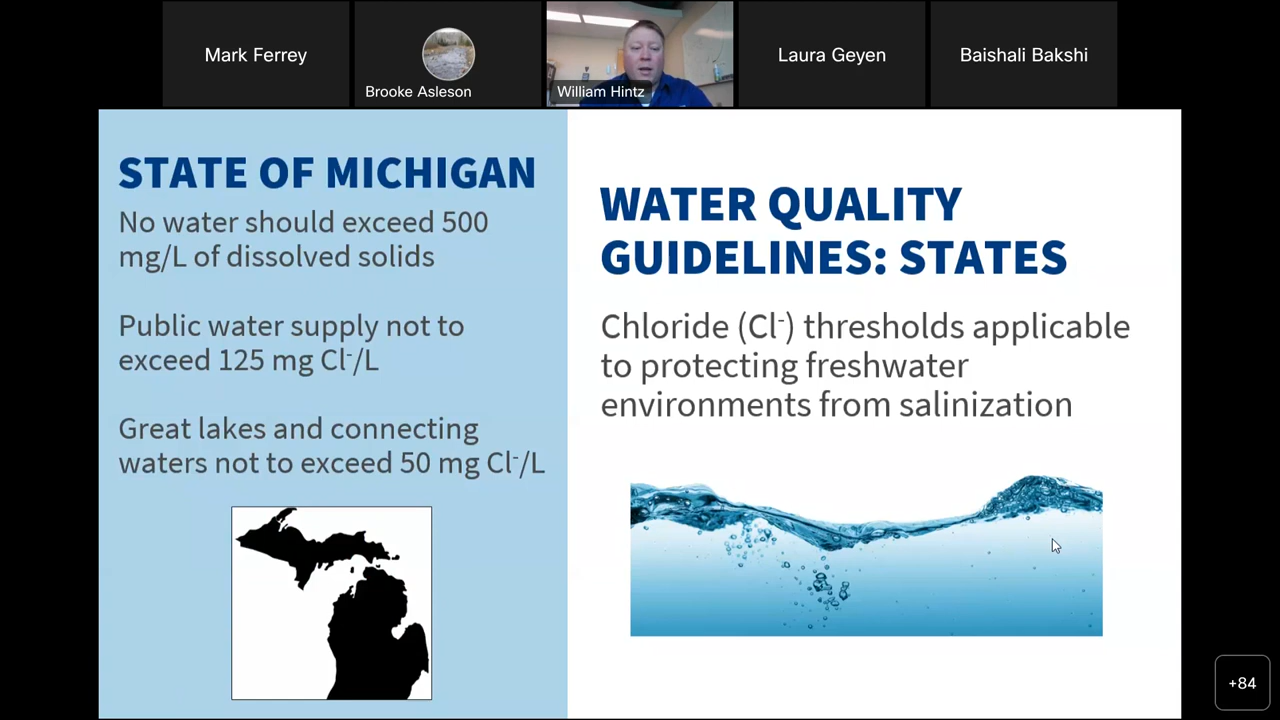 Mark Ferrey
Brooke Asleson
William Hintz
Laura Geyen
Baishali Bakshi
STATE OF MICHIGAN
No water should exceed 500
mg/L of dissolved solids
Public water supply not to
exceed 125 mg Cl⁻/L
Great lakes and connecting
waters not to exceed 50 mg Cl⁻/L
WATER QUALITY
GUIDELINES: STATES
Chloride (Cl⁻) thresholds applicable
to protecting freshwater
environments from salinization
+84